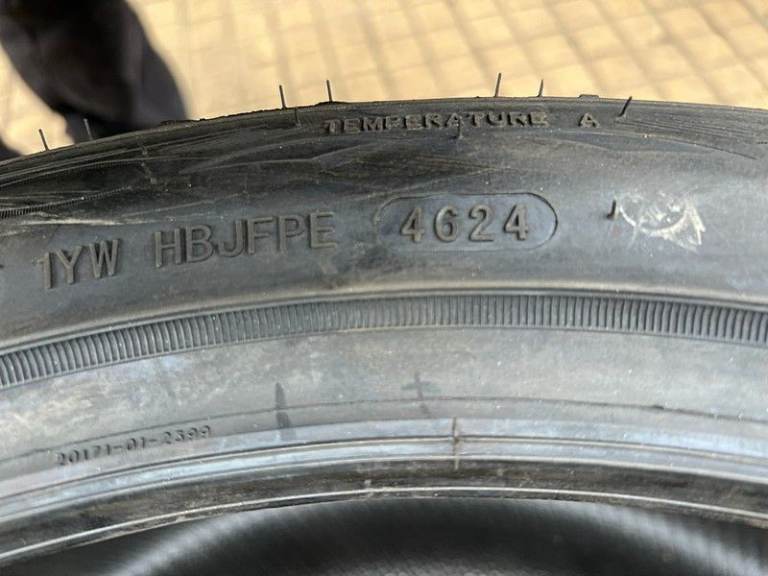 TEMPERATURE A
1YW HBJFPE 4624
20171-01-2399